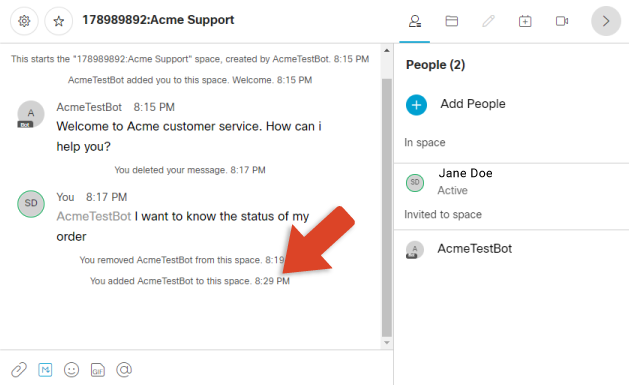 178989892:Acme Support
This starts the "178989892:Acme Support" space, created by AcmeTestBot. 8:15 PM
AcmeTestBot added you to this space. Welcome. 8:15 PM
A
Bot
AcmeTestBot 8:15 PM
Welcome to Acme customer service. How can i
help you?
You deleted your message. 8:17 PM
SD
You 8:17 PM
AcmeTestBot I want to know the status of my
order
You removed AcmeTestBot from this space. 8:19
You added AcmeTestBot to this space. 8:29 PM
M
GIF
@
People (2)
Add People
In space
SD
Jane Doe
Active
Invited to space
A
Bot
AcmeTestBot